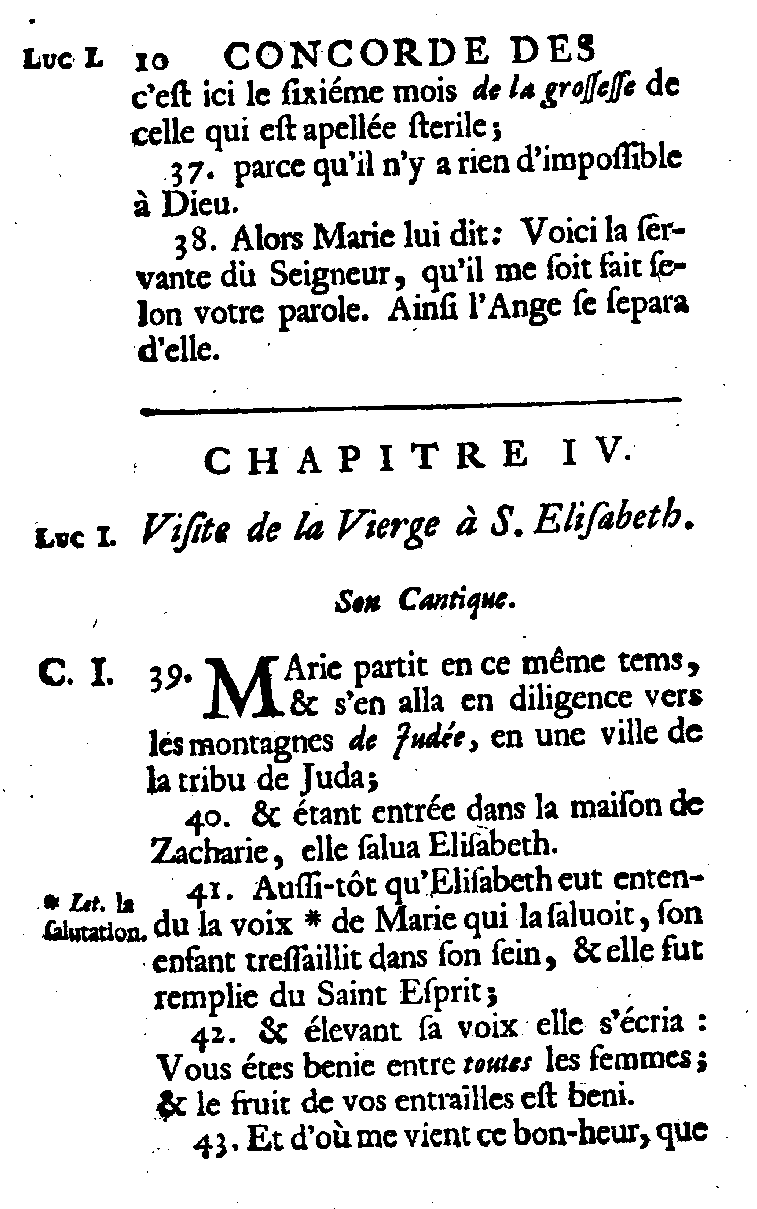 Luc I. 10 CONCORDE DES
c'eſt ici le ſixiéme mois de la groſſeſſe de
celle qui eſt apellée ſterile;
37. parce qu'il n'y a rien d'impoſſible
à Dieu.
38. Alors Marie lui dit: Voici la ſer-
vante du Seigneur, qu'il me ſoit fait ſe-
lon votre parole. Ainſi l'Ange ſe ſepara
d'elle.
CHAPITRE IV.
Luc I. Viſite de la Vierge à S. Eliſabeth.
Son Cantique.
C. I. 39. MArie partit en ce même tems,
& s'en alla en diligence vers
les montagnes de Judée, en une ville de
la tribu de Juda;
40. & étant entrée dans la maiſon de
Zacharie, elle ſalua Eliſabeth.
41. Auſſi-tôt qu'Eliſabeth eut enten-
* Let. la
ſalutation. du la voix * de Marie qui la ſaluoit, ſon
enfant treſſaillit dans ſon ſein, & elle fut
remplie du Saint Eſprit;
42. & élevant ſa voix elle s'écria :
Vous étes benie entre toutes les femmes;
& le fruit de vos entrailles eſt beni.
43. Et d'où me vient ce bon-heur, que